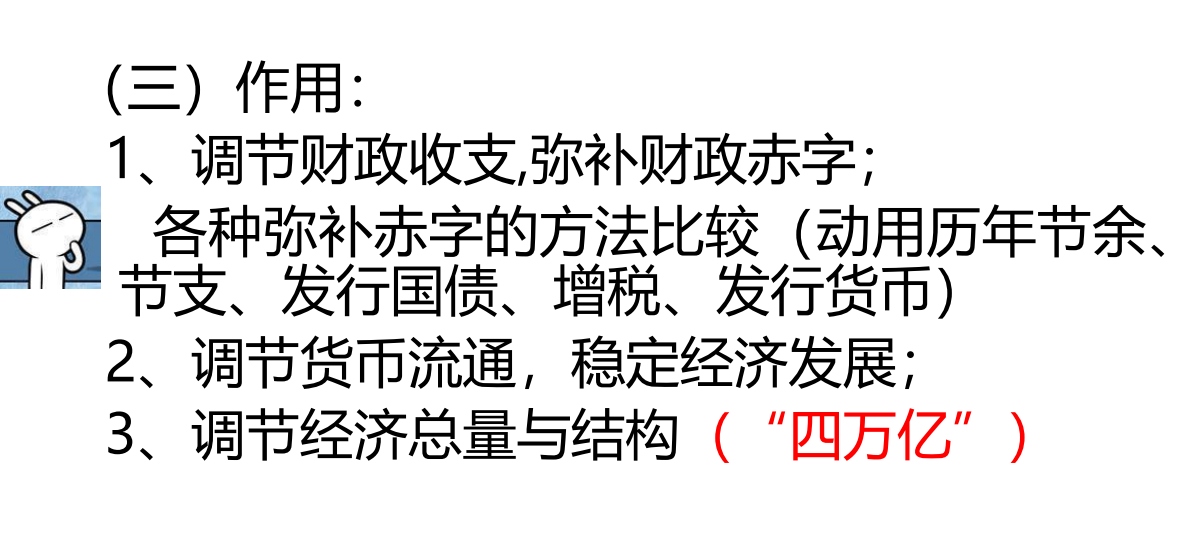 （三）作用：
1、调节财政收支,弥补财政赤字；
各种弥补赤字的方法比较（动用历年节余、
节支、发行国债、增税、发行货币）
2、调节货币流通，稳定经济发展；
3、调节经济总量与结构（“四万亿”）